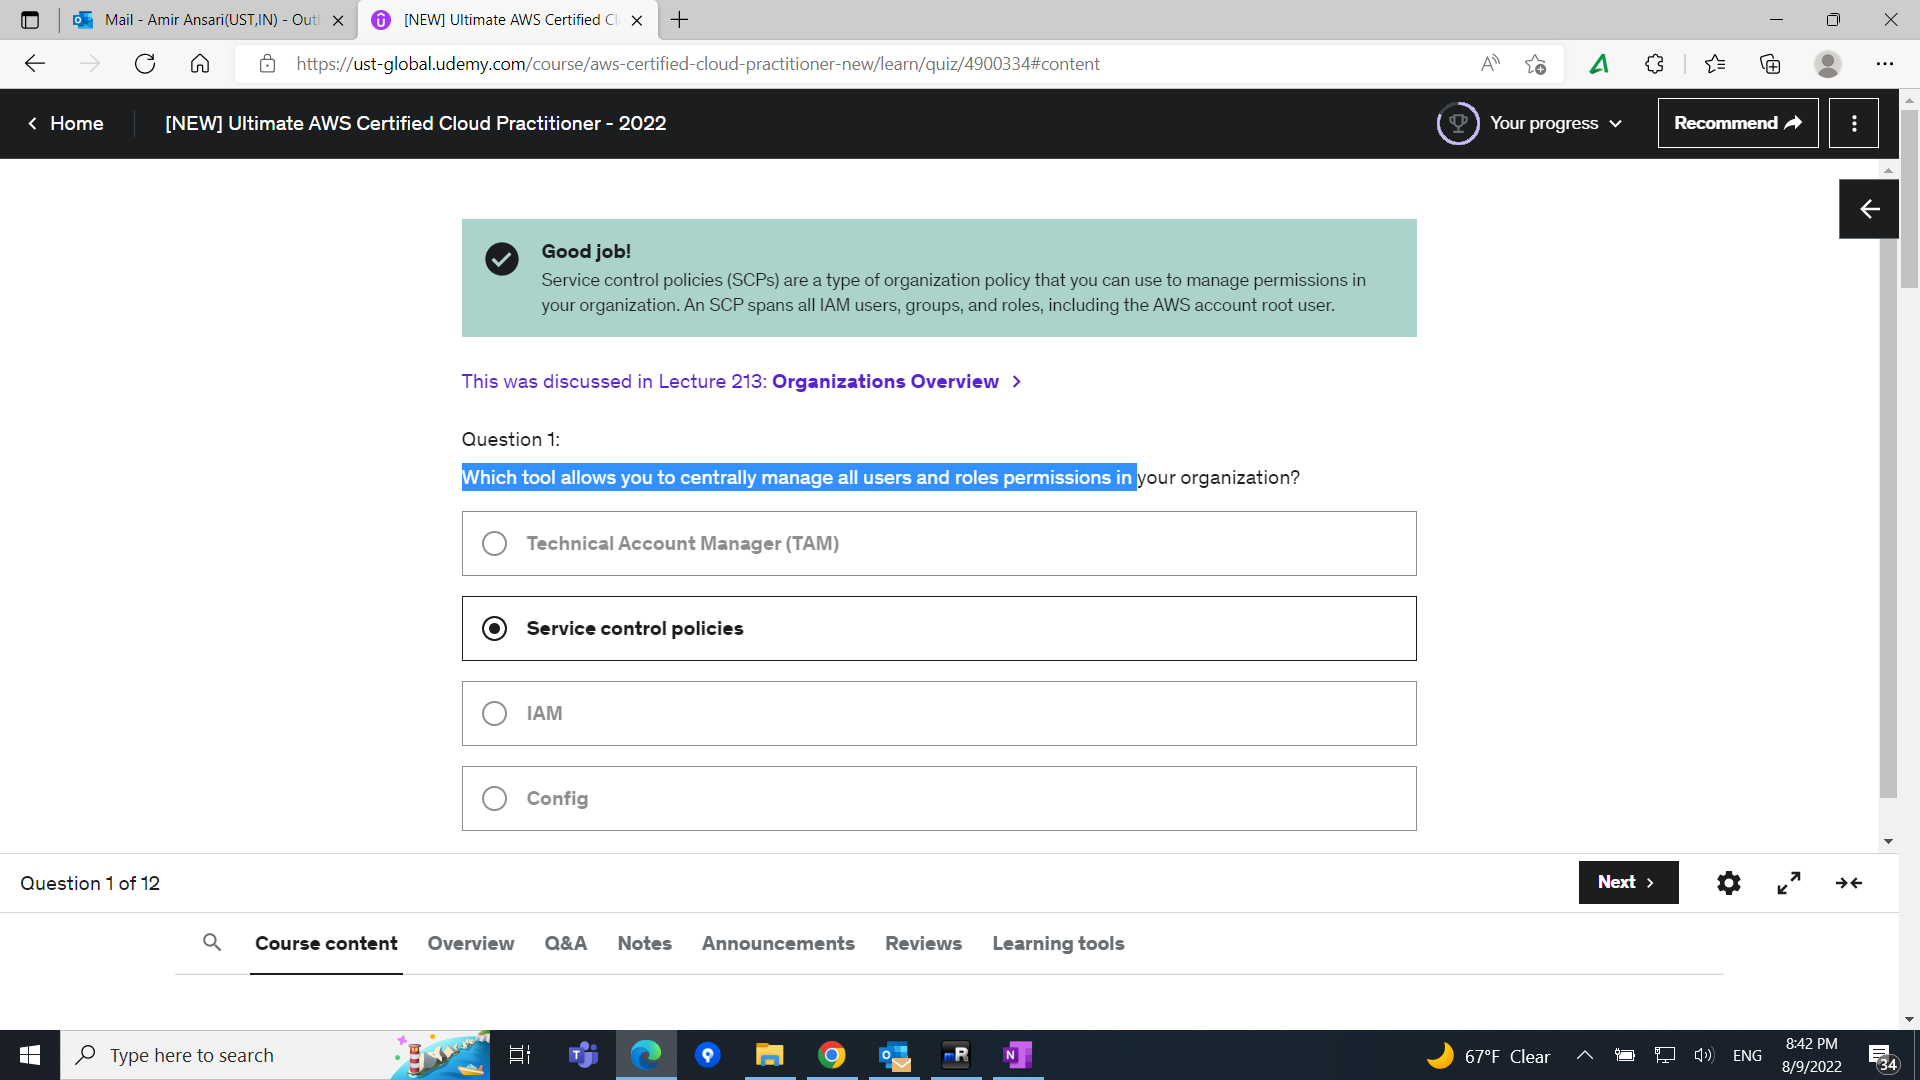 Mail - Amir Ansari(UST,IN) - Outl
[NEW] Ultimate AWS Certified Cl
https://ust-global.udemy.com/course/aws-certified-cloud-practitioner-new/learn/quiz/4900334#content
Home
[NEW] Ultimate AWS Certified Cloud Practitioner - 2022
Your progress
Recommend
Good job!
Service control policies (SCPs) are a type of organization policy that you can use to manage permissions in
your organization. An SCP spans all IAM users, groups, and roles, including the AWS account root user.
This was discussed in Lecture 213: Organizations Overview
Question 1:
Which tool allows you to centrally manage all users and roles permissions in your organization?
Technical Account Manager (TAM)
Service control policies
IAM
Config
Question 1 of 12
Next
Course content
Overview
Q&A
Notes
Announcements
Reviews
Learning tools
Type here to search
67°F Clear
ENG
8:42 PM
8/9/2022
34